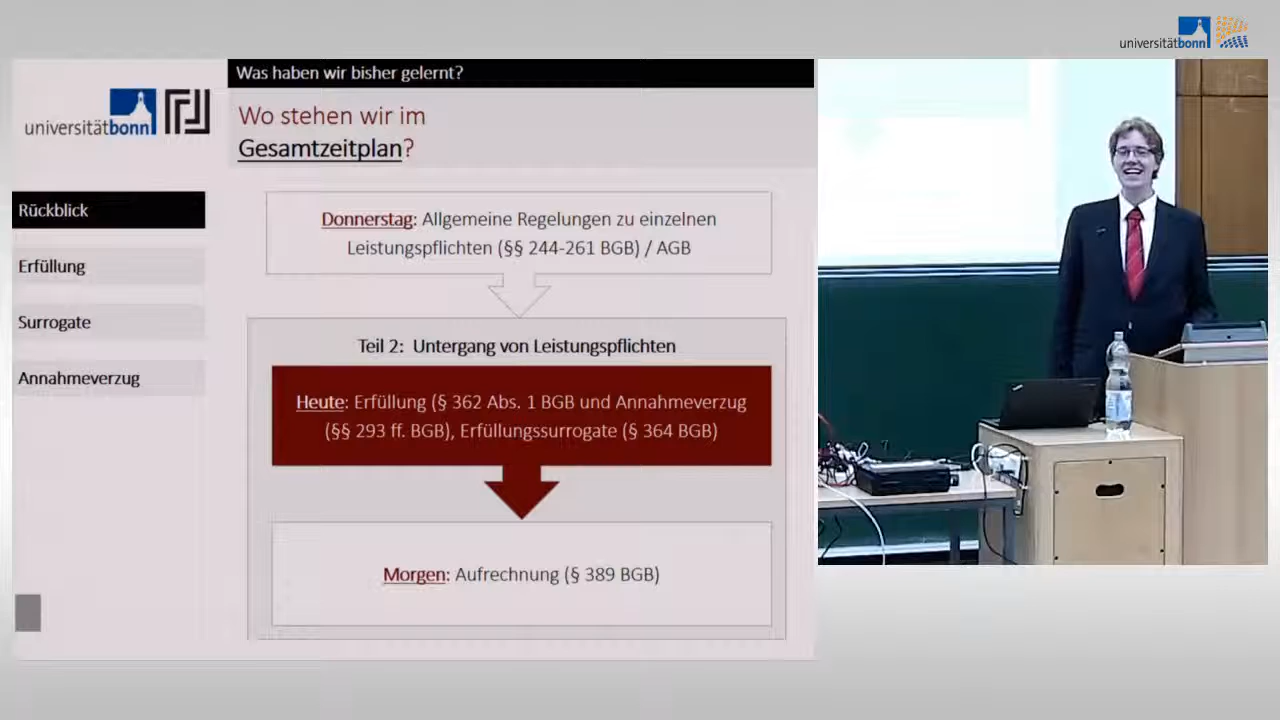 universitätbonn
Was haben wir bisher gelernt?
universitätbonn
Wo stehen wir im
Gesamtzeitplan?
Rückblick
Erfüllung
Surrogate
Annahmeverzug
Donnerstag: Allgemeine Regelungen zu einzelnen
Leistungspflichten (§§ 244-261 BGB) / AGB
Teil 2: Untergang von Leistungspflichten
Heute: Erfüllung (§ 362 Abs. 1 BGB und Annahmeverzug
(§§ 293 ff. BGB), Erfüllungssurrogate (§ 364 BGB)
Morgen: Aufrechnung (§ 389 BGB)